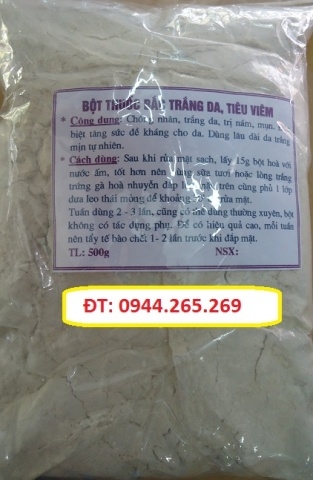 BỘT THUỐC BẮC TRẮNG DA, TIÊU VIÊM
* Công dụng: Chống nhăn, trắng da, trị nám, mụn.
biệt tăng sức đề kháng cho da. Dùng lâu dài da trắng
mịn tự nhiên.
* Cách dùng: Sau khi rửa mặt sạch, lấy 15g bột hoà với
nước ấm, tốt hơn nên dùng sữa tươi hoặc lòng trắng
trứng gà hoà nhuyễn đắp lên mặt, trên cùng phủ 1 lớp
dưa leo thái mỏng để khoảng rửa mặt.
Tuần dùng 2 - 3 lần, cũng có thể dùng thường xuyên, bột
không có tác dụng phụ. Để có hiệu quả cao, mỗi tuần
nên tẩy tế bào chết 1- 2 lần trước khi đắp mặt.
TL: 500g NSX:
ĐT: 0944.265.269